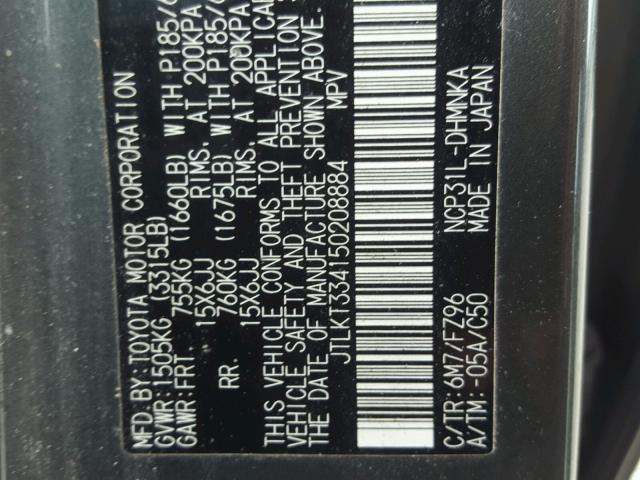 MFD BY: TOYOTA MOTOR CORPORATION
GVWR: 1505KG (3315LB)
GAWR: FRT. 755KG (1660LB) WITH P185/6
15X6JJ RIMS, AT 200KPA
RR. 760KG (1675LB) WITH P185/6
15X6JJ RIMS, AT 200KPA
THIS VEHICLE CONFORMS TO ALL APPLICA
VEHICLE SAFETY AND THEFT PREVENTION
THE DATE OF MANUFACTURE SHOWN ABOVE.
JTLKT334150208884 MPV
C/TR: 6M7/FZ96 NCP31L-DHMNKA
A/TM: -05A/C50 MADE IN JAPAN